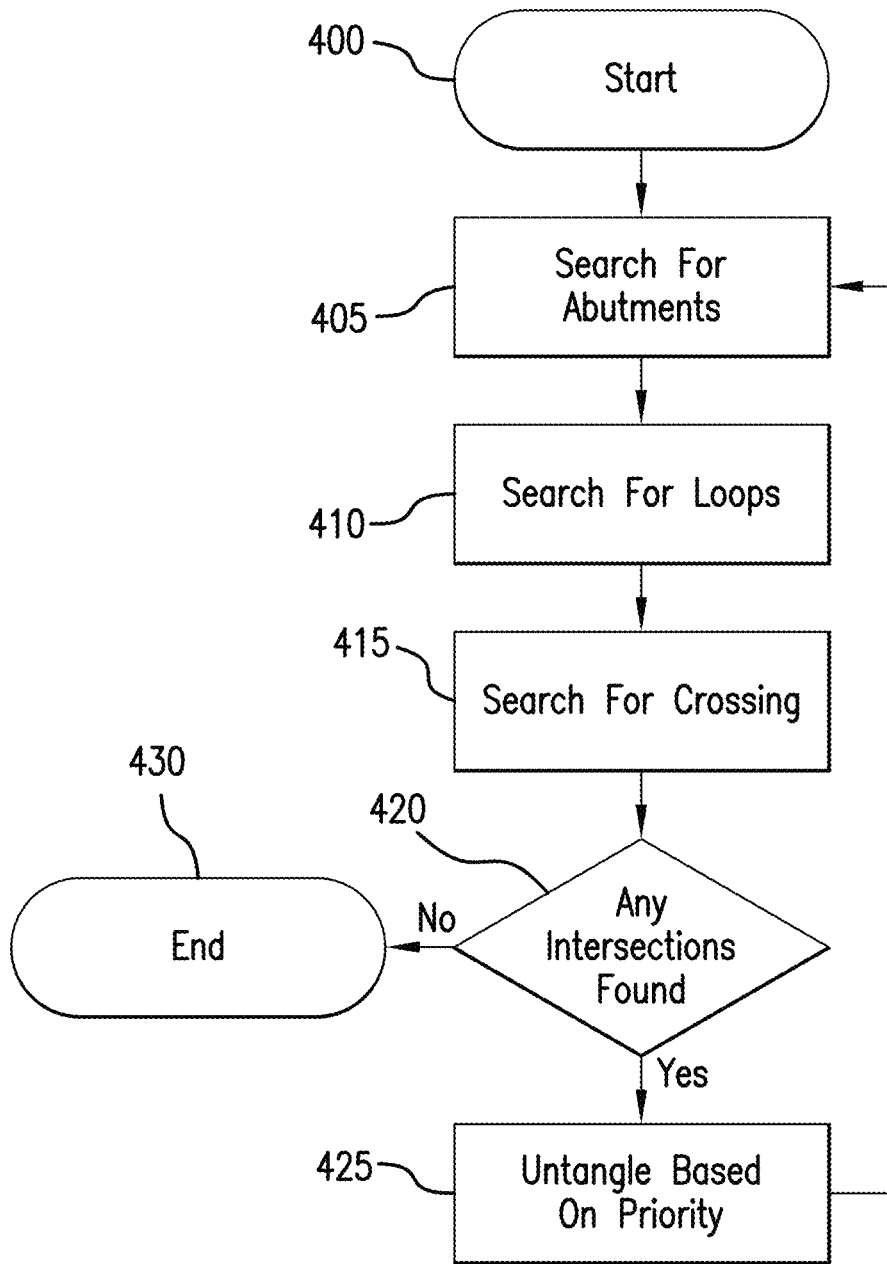 400
Start
Search For
Abutments
405
Search For Loops
410
415
Search For Crossing
430
420
End
No
Any
Intersections
Found
Yes
425
Untangle Based
On Priority